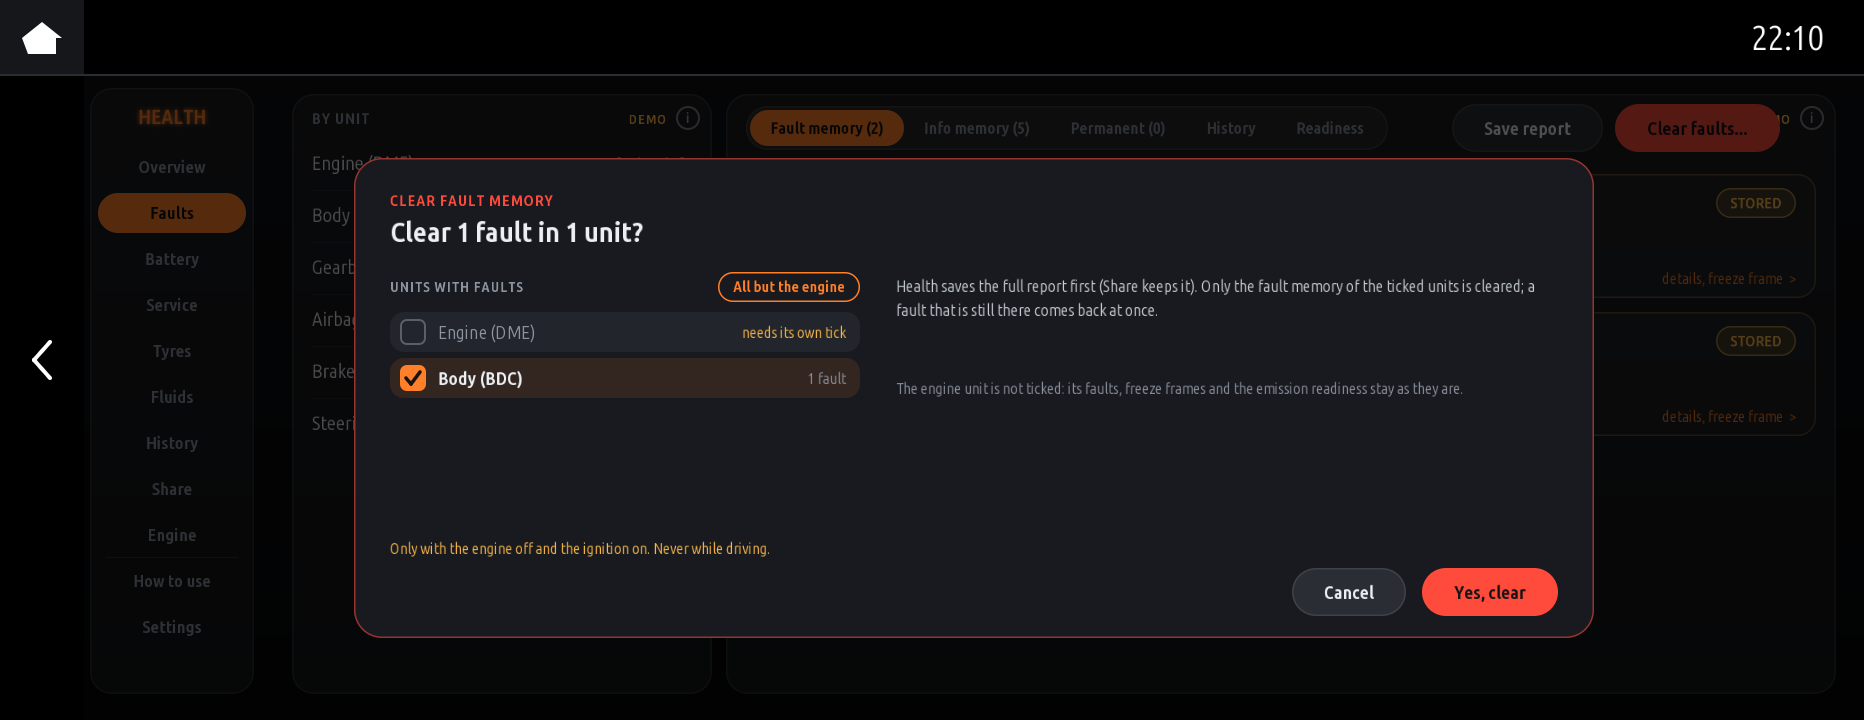 22:10
HEALTH
Overview
Faults
Battery
Service
Tyres
Fluids
History
Share
Engine
How to use
Settings
BY UNIT
DEMO
i
Engine
Body
Steeri
Fault memory (2)
Info memory (5)
Permanent (0)
History
Readiness
Save report
Clear faults...
i
STORED
details, freeze frame >
STORED
details, freeze frame >
CLEAR FAULT MEMORY
Clear 1 fault in 1 unit?
UNITS WITH FAULTS
All but the engine
Engine (DME)
needs its own tick
Body (BDC)
1 fault
Health saves the full report first (Share keeps it). Only the fault memory of the ticked units is cleared; a
fault that is still there comes back at once.
The engine unit is not ticked: its faults, freeze frames and the emission readiness stay as they are.
Only with the engine off and the ignition on. Never while driving.
Cancel
Yes, clear